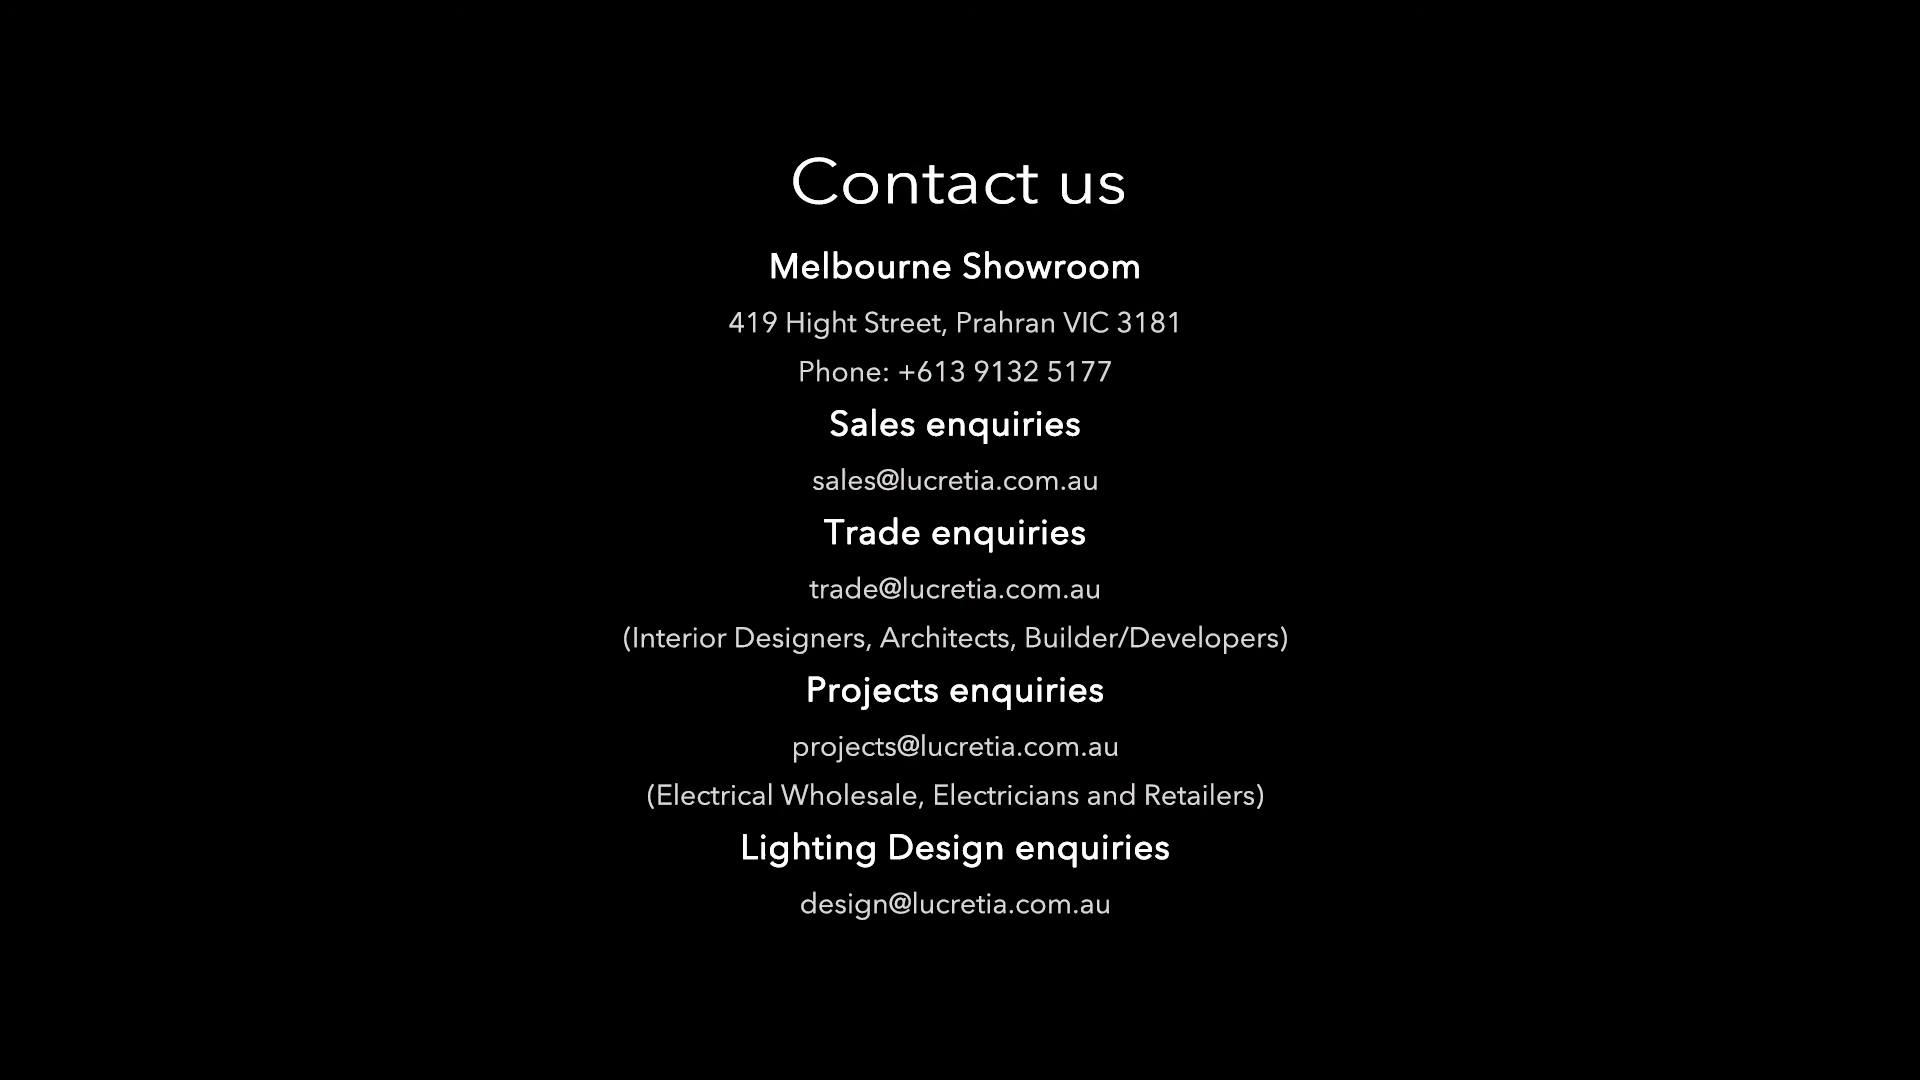 Contact us
Melbourne Showroom
419 Hight Street, Prahran VIC 3181
Phone: +613 9132 5177
Sales enquiries
sales@lucretia.com.au
Trade enquiries
trade@lucretia.com.au
(Interior Designers, Architects, Builder/Developers)
Projects enquiries
projects@lucretia.com.au
(Electrical Wholesale, Electricians and Retailers)
Lighting Design enquiries
design@lucretia.com.au